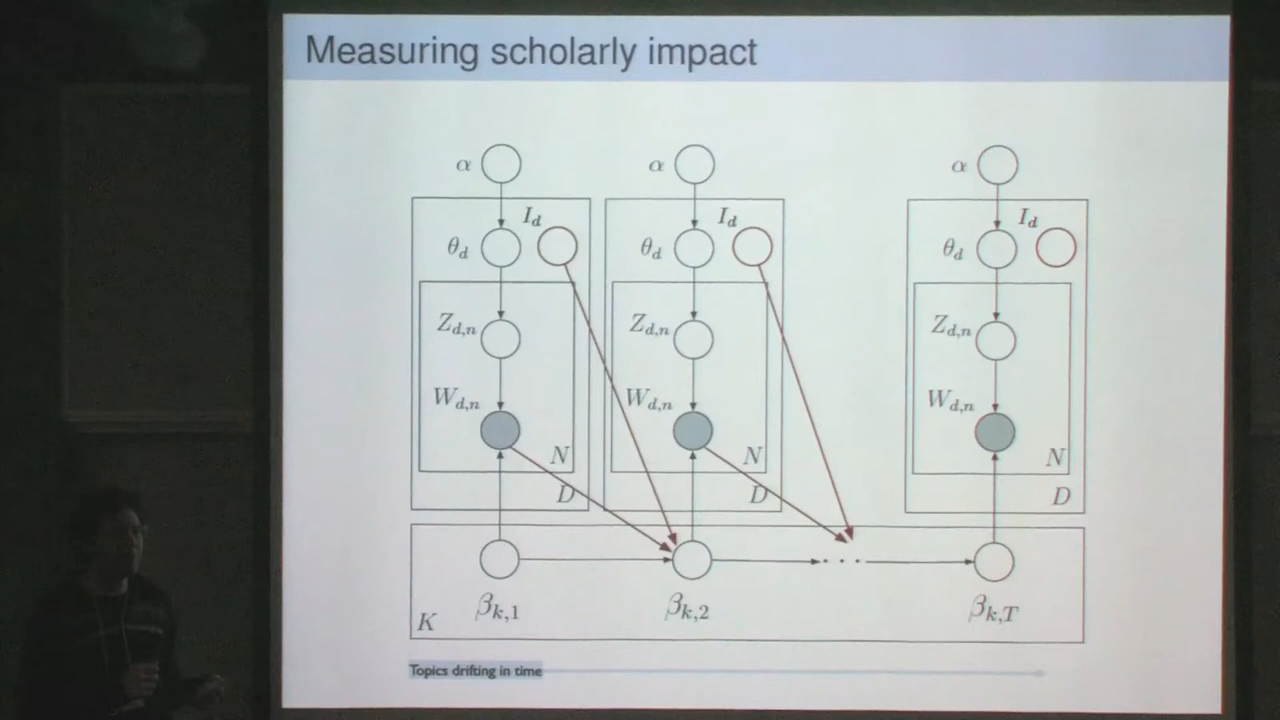 Measuring scholarly impact
α α α
I_d I_d I_d
θ_d θ_d θ_d
Z_{d,n} Z_{d,n} Z_{d,n}
W_{d,n} W_{d,n} W_{d,n}
N N N
D D D
· · ·
K β_{k,1} β_{k,2} β_{k,T}
Topics drifting in time